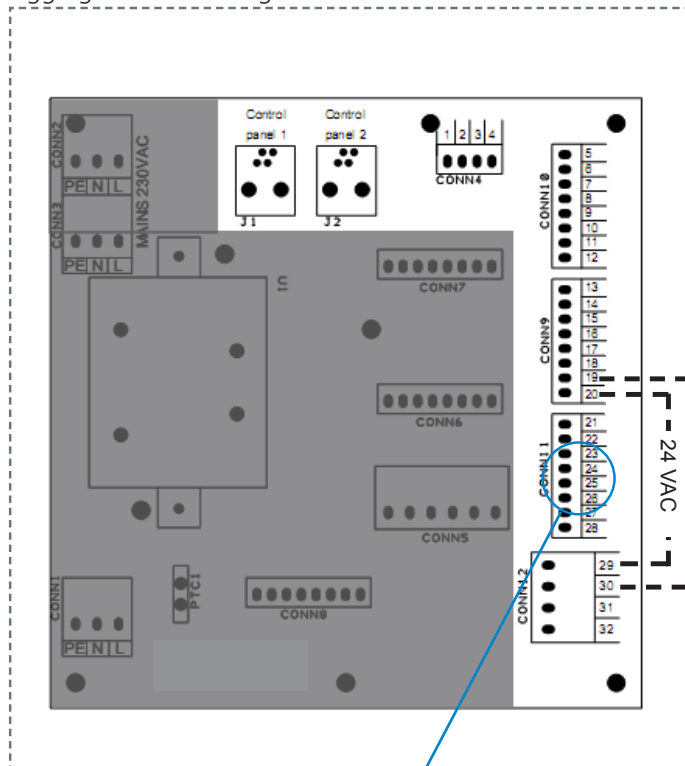 Control
panel 1
Control
panel 2
J1
J2
1 2 3 4
CONN4
CONN2
PE N L
MAINS 230VAC
CONN3
PE N L
U1
CONN7
CONN6
CONN5
CONN8
PTC1
CONN1
PE N L
CONN10
5
6
7
8
9
10
11
12
CONN9
13
14
15
16
17
18
19
20
CONN11
21
22
23
24
25
26
27
28
24 VAC
CONN12
29
30
31
32